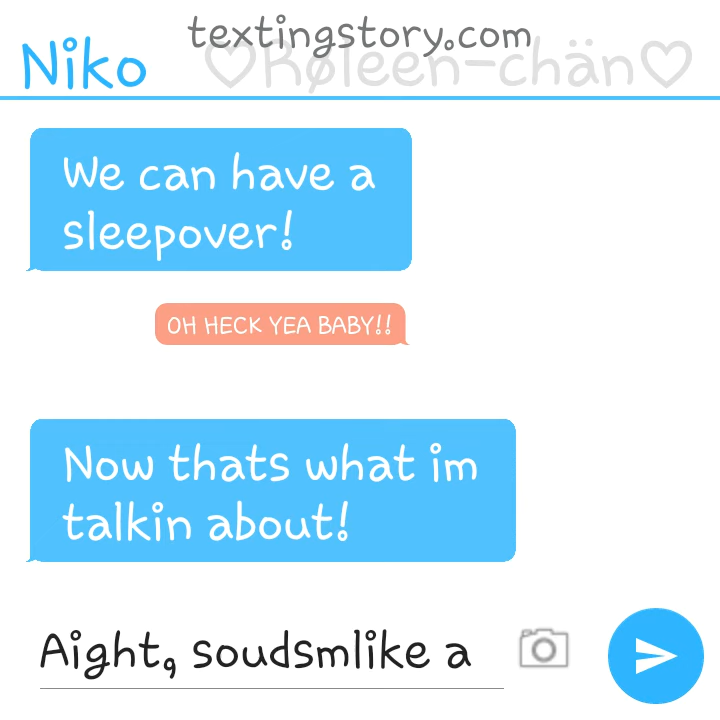 textingstory.com
Niko ♡Røleen-chän♡
We can have a
sleepover!
OH HECK YEA BABY!!
Now thats what im
talkin about!
Aight, soudsmlike a